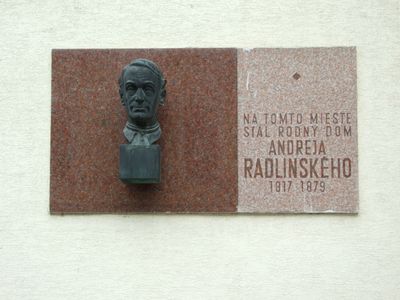 NA TOMTO MIESTE
STÁL RODNÝ DOM
ANDREJA
RADLINSKÉHO
1817 1879